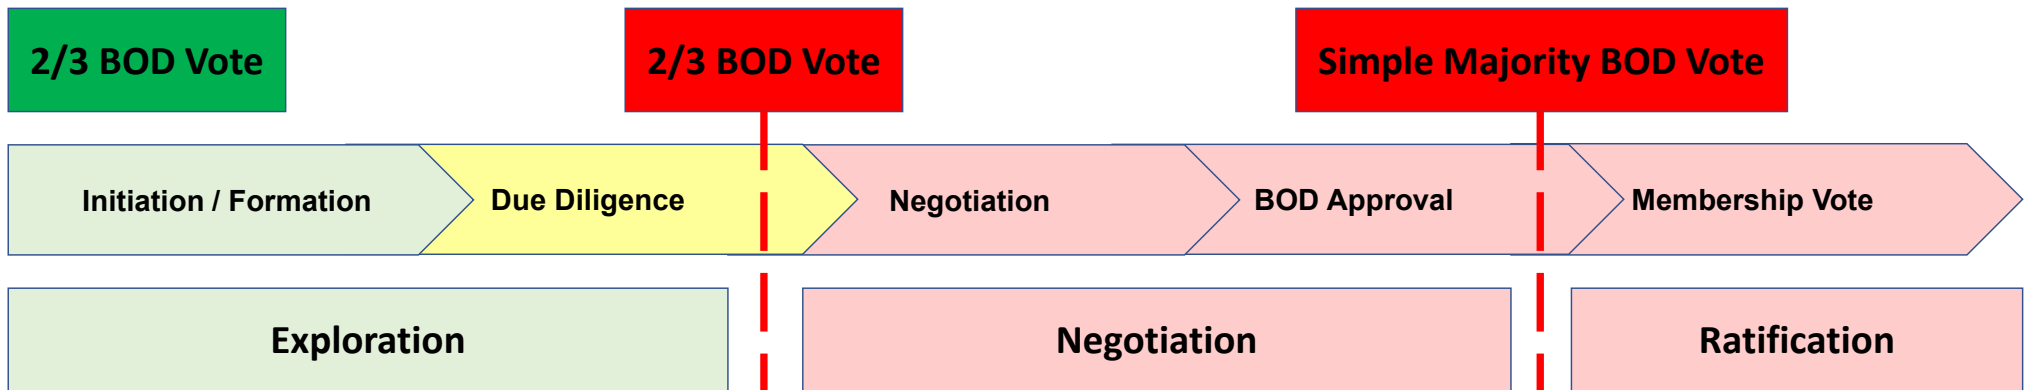 2/3 BOD Vote
2/3 BOD Vote
Simple Majority BOD Vote
Initiation / Formation
Due Diligence
Negotiation
BOD Approval
Membership Vote
Exploration
Negotiation
Ratification